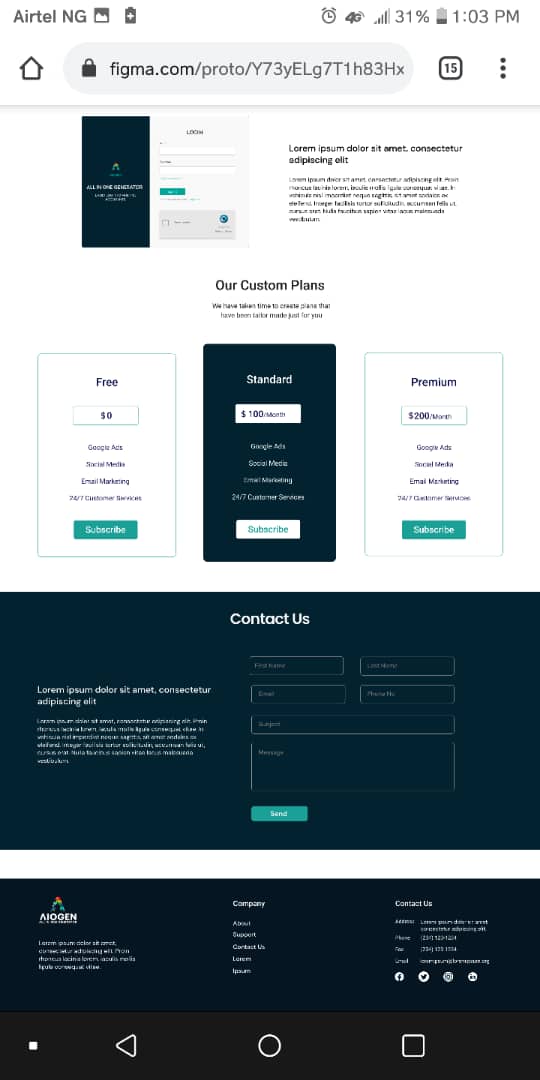 Airtel NG
4G 31% 1:03 PM
figma.com/proto/Y73yELg7T1h83Hx
15
LOGIN
ALL IN ONE GENERATOR
Lorem ipsum dolor sit amet, consectetur
adipiscing elit
Lorem ipsum dolor sit amet, consectetur adipiscing elit. Proin
rhoncus lacinia lorem, iaculis mollis ligula consequat vitae. In
vehicula nisl imperdiet neque sagittis, sit amet sodales ex
eleifend. Integer facilisis tortor sollicitudin, accumsan felis ut,
cursus erat. Nulla faucibus sapien vitae lacus malesuada
vestibulum.
Our Custom Plans
We have taken time to create plans that
have been tailor made just for you
Free
$0
Google Ads
Social Media
Email Marketing
24/7 Customer Services
Subscribe
Standard
$ 100/Month
Google Ads
Social Media
Email Marketing
24/7 Customer Services
Subscribe
Premium
$200/Month
Google Ads
Social Media
Email Marketing
24/7 Customer Services
Subscribe
Contact Us
Lorem ipsum dolor sit amet, consectetur
adipiscing elit
Lorem ipsum dolor sit amet, consectetur adipiscing elit. Proin
rhoncus lacinia lorem, iaculis mollis ligula consequat vitae. In
vehicula nisl imperdiet neque sagittis, sit amet sodales ex
eleifend. Integer facilisis tortor sollicitudin, accumsan felis ut,
cursus erat. Nulla faucibus sapien vitae lacus malesuada
vestibulum.
First Name
Last Name
Email
Phone No
Subject
Message
Send
AIOGEN
Lorem ipsum dolor sit amet,
consectetur adipiscing elit. Proin
rhoncus lacinia lorem, iaculis mollis
ligula consequat vitae.
Company
About
Support
Contact Us
Lorem
Ipsum
Contact Us
Address Lorem ipsum dolor sit amet,
consectetur adipiscing elit
Phone (234) 123-1234
Fax (234) 123-1234
Email loremipsum@loremipsum.org